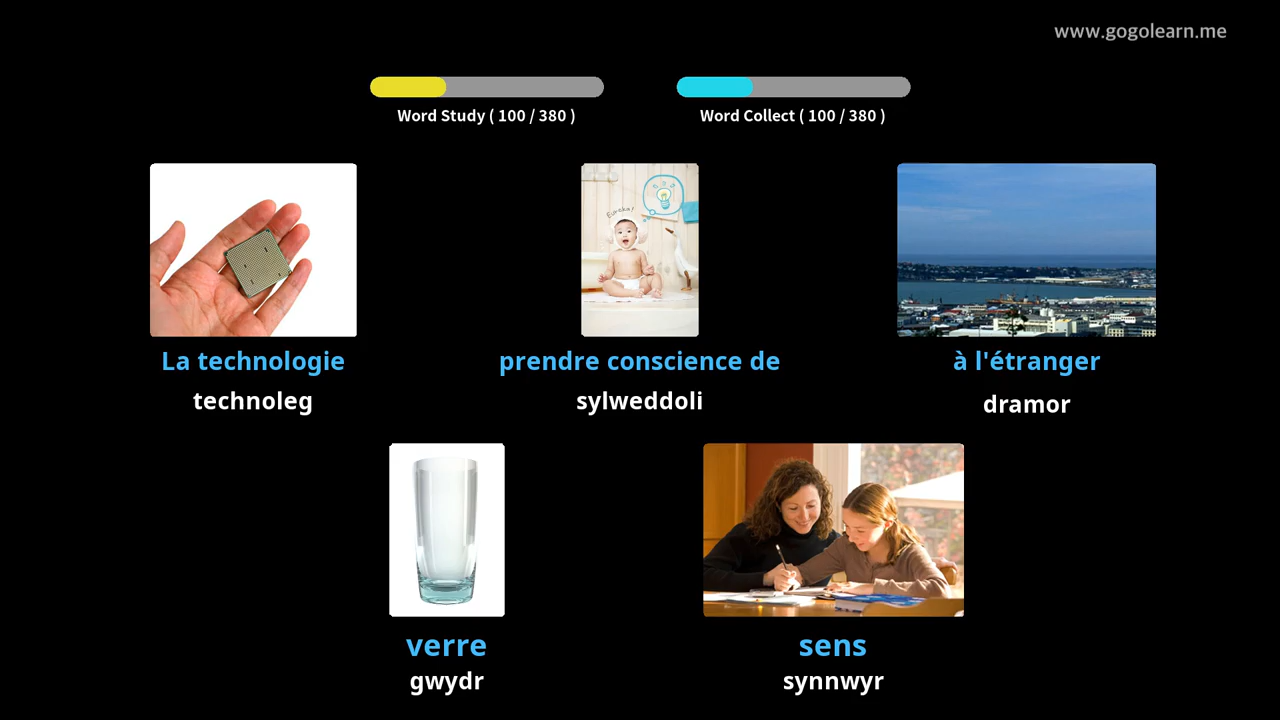 www.gogolearn.me
Word Study ( 100 / 380 )
Word Collect ( 100 / 380 )
Eureka!
La technologie
technoleg
prendre conscience de
sylweddoli
à l'étranger
dramor
verre
gwydr
sens
synnwyr